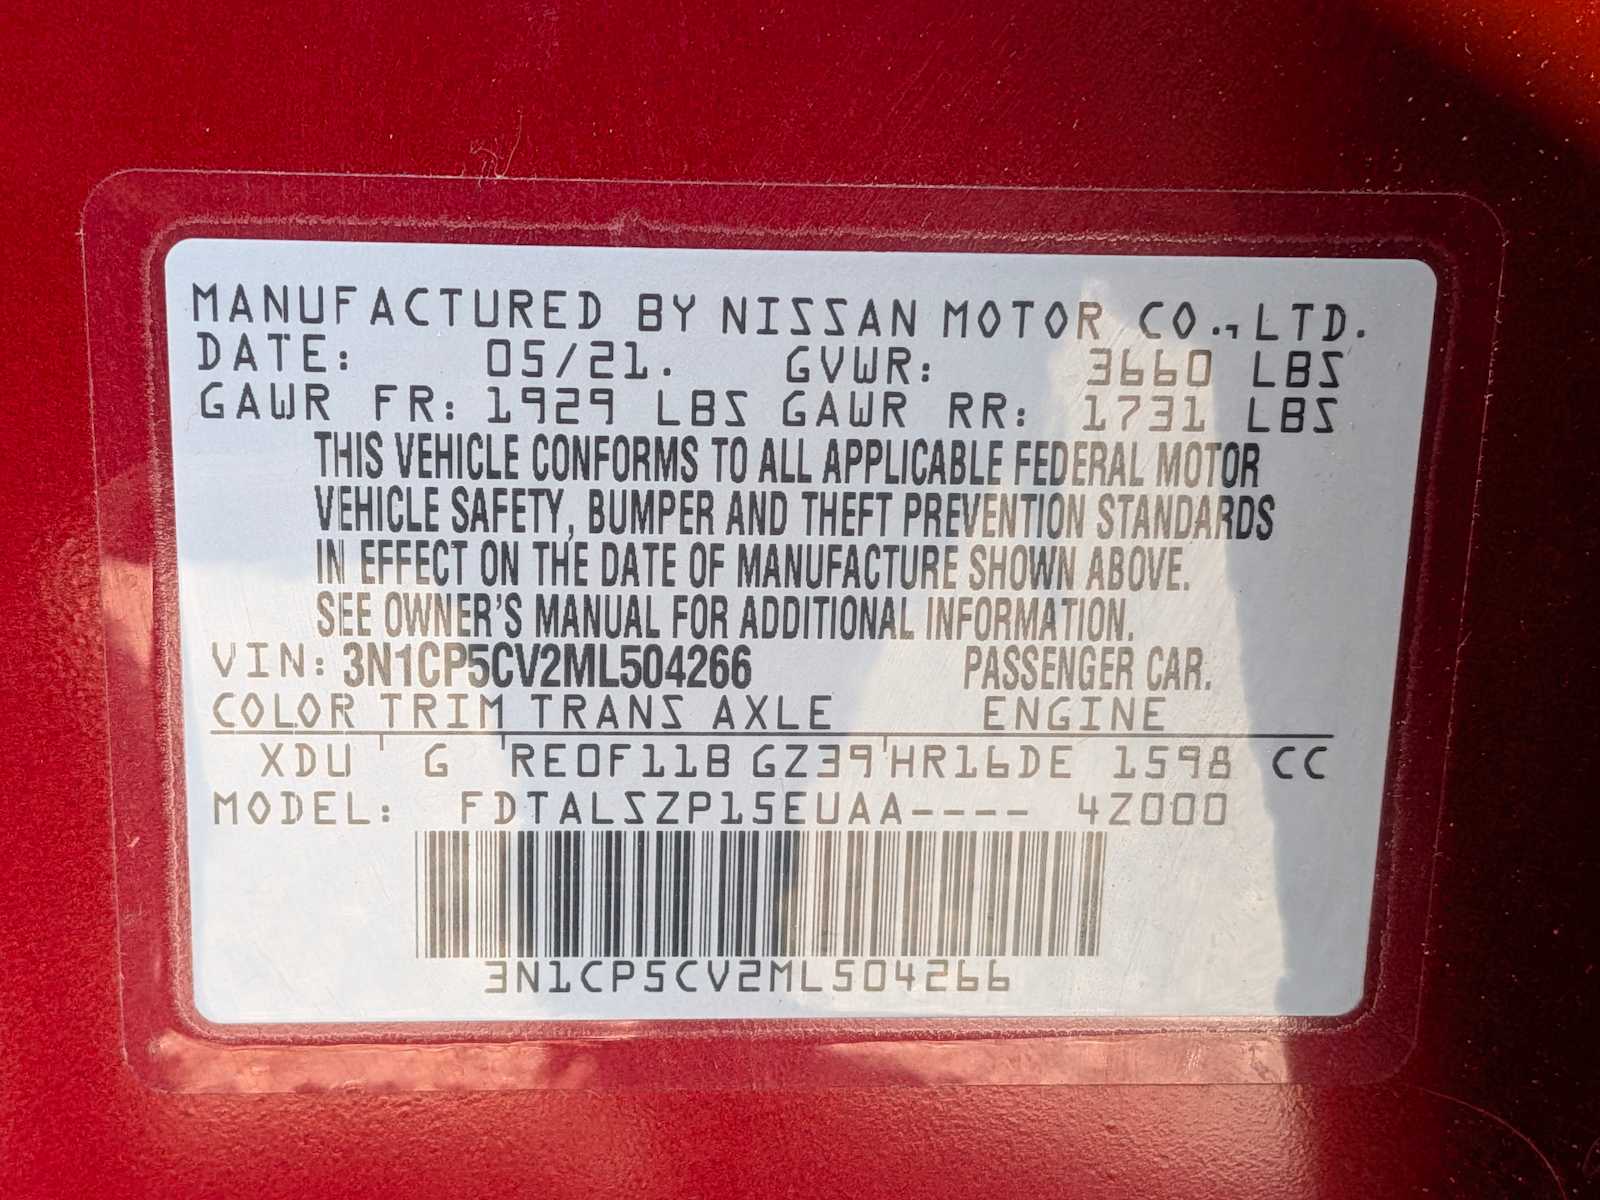 MANUFACTURED BY NISSAN MOTOR CO., LTD.
DATE: 05/21. GVWR: 3660 LBS
GAWR FR: 1929 LBS GAWR RR: 1731 LBS
THIS VEHICLE CONFORMS TO ALL APPLICABLE FEDERAL MOTOR
VEHICLE SAFETY, BUMPER AND THEFT PREVENTION STANDARDS
IN EFFECT ON THE DATE OF MANUFACTURE SHOWN ABOVE.
SEE OWNER'S MANUAL FOR ADDITIONAL INFORMATION.
VIN: 3N1CP5CV2ML504266 PASSENGER CAR.
COLOR TRIM TRANS AXLE ENGINE
XDU G RE0F11B GZ39 HR16DE 1598 CC
MODEL: FDTALSZP15EUAA---- 4Z000
3N1CP5CV2ML504266